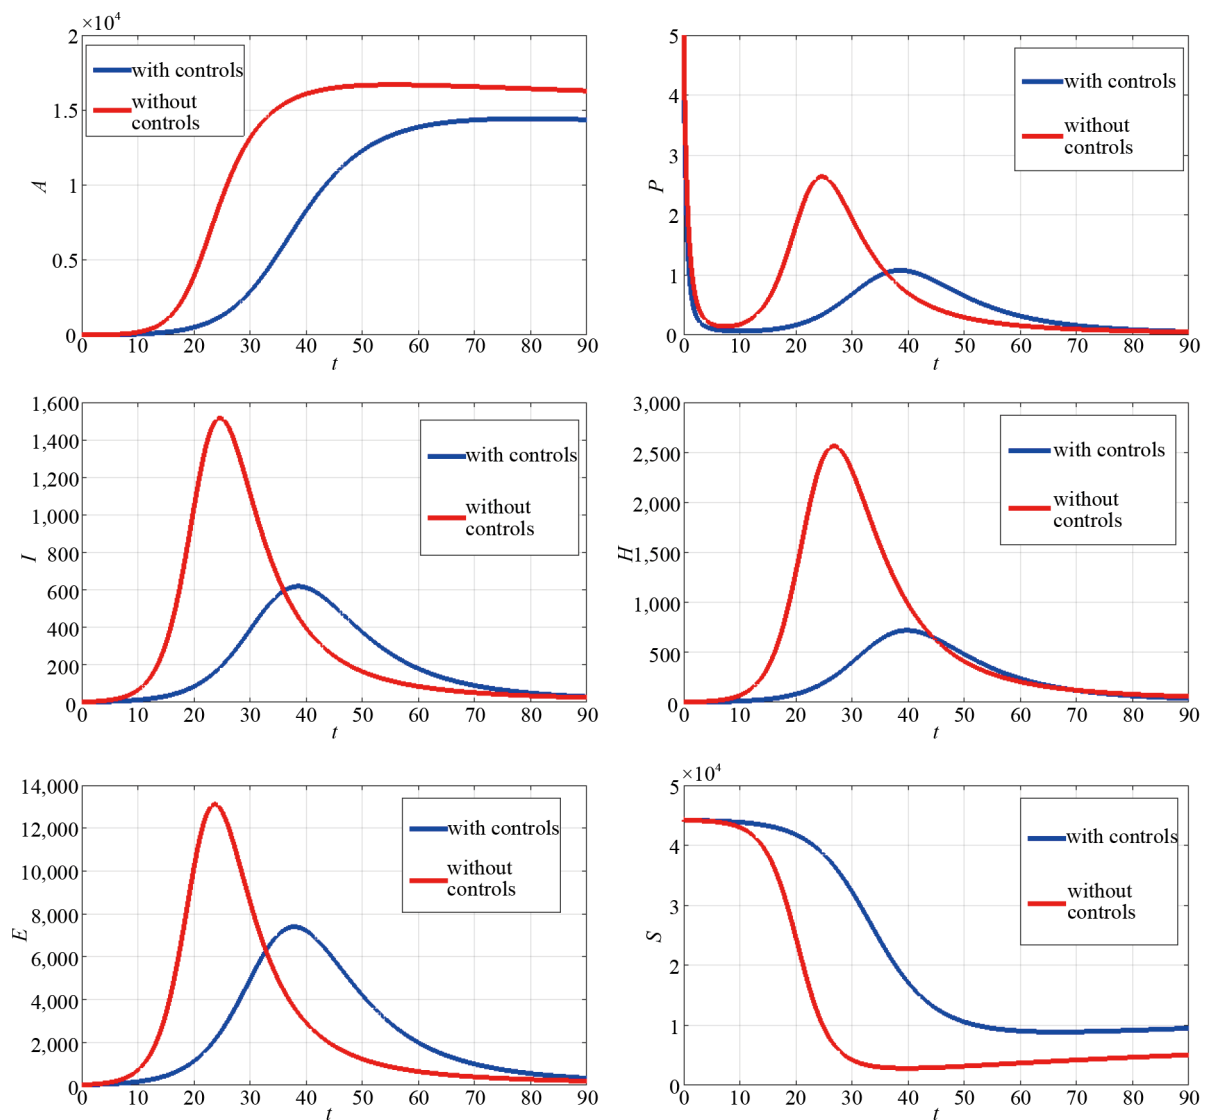 2 ×10⁴
1.5
1
0.5
0
A
with controls
without
controls
0 10 20 30 40 50 60 70 80 90
t
5
4
3
2
1
0
P
with controls
without
controls
0 10 20 30 40 50 60 70 80 90
t
1,600
1,400
1,200
1,000
800
600
400
200
0
I
with controls
without
controls
0 10 20 30 40 50 60 70 80 90
t
3,000
2,500
2,000
1,500
1,000
500
0
H
with controls
without
controls
0 10 20 30 40 50 60 70 80 90
t
14,000
12,000
10,000
8,000
6,000
4,000
2,000
0
E
with controls
without
controls
0 10 20 30 40 50 60 70 80 90
t
5 ×10⁴
4
3
2
1
0
S
with controls
without
controls
0 10 20 30 40 50 60 70 80 90
t